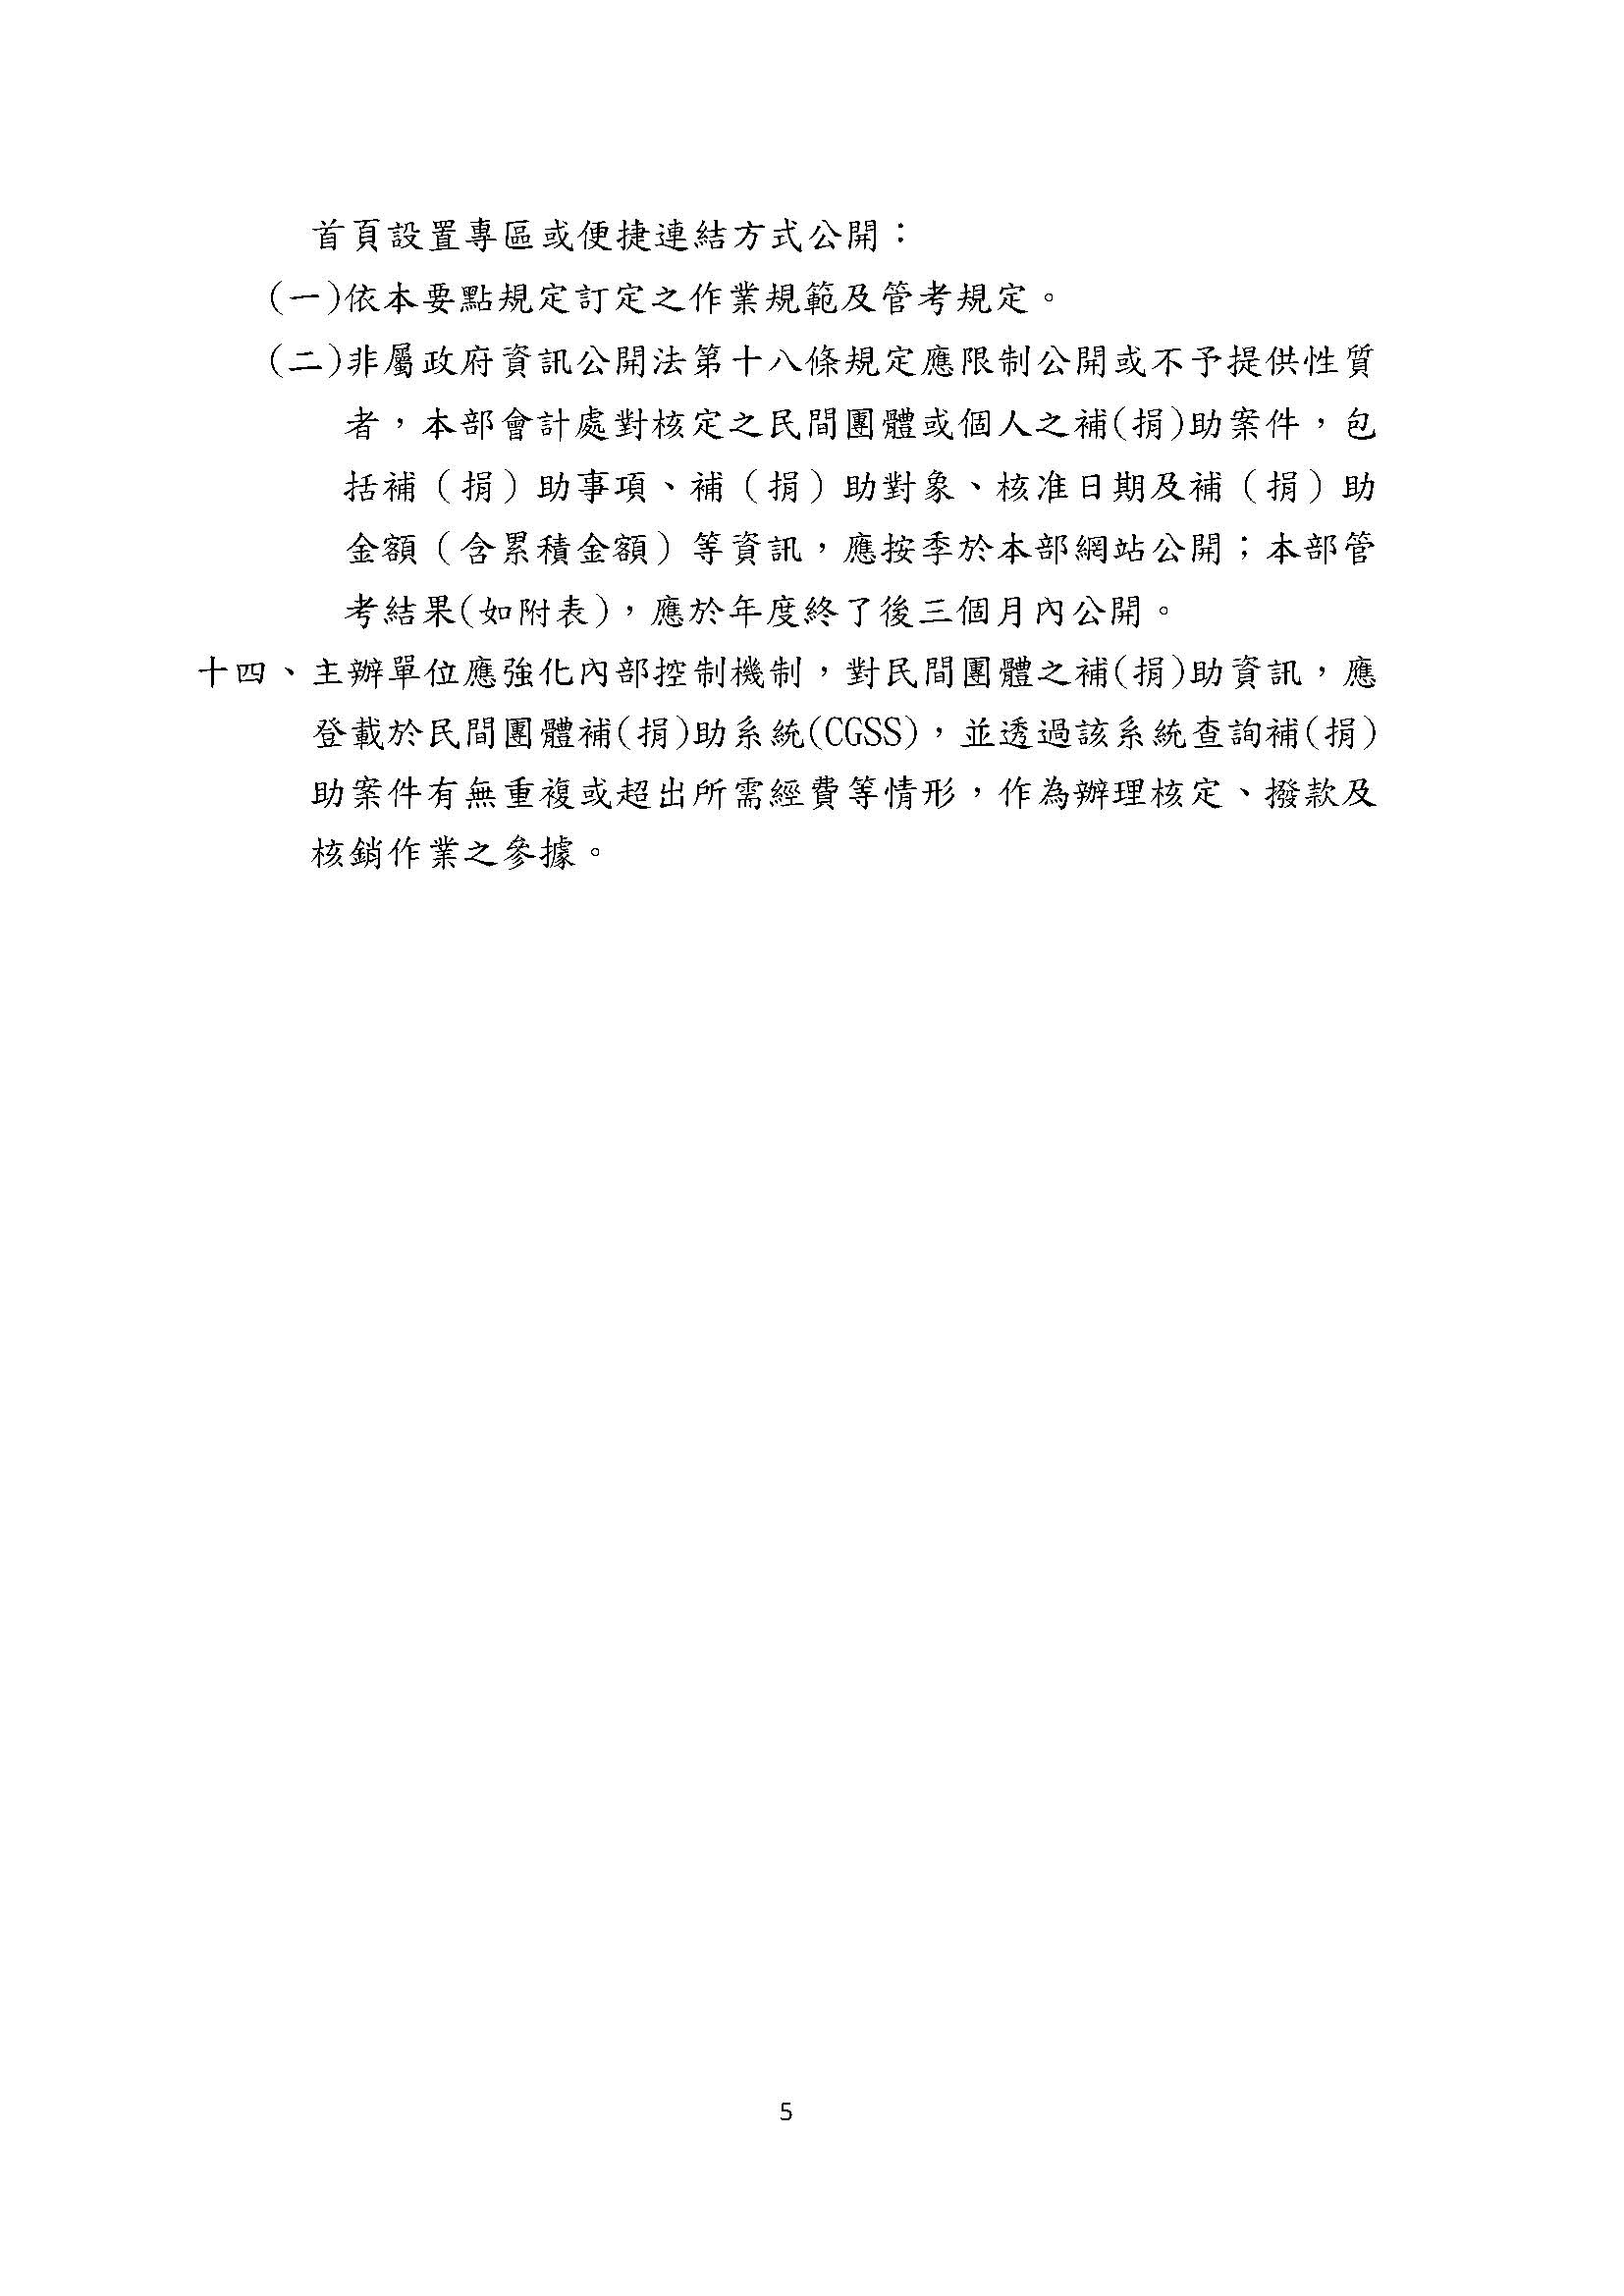 首頁設置專區或便捷連結方式公開：
(一)依本要點規定訂定之作業規範及管考規定。
(二)非屬政府資訊公開法第十八條規定應限制公開或不予提供性質
者，本部會計處對核定之民間團體或個人之補(捐)助案件，包
括補（捐）助事項、補（捐）助對象、核准日期及補（捐）助
金額（含累積金額）等資訊，應按季於本部網站公開；本部管
考結果(如附表)，應於年度終了後三個月內公開。
十四、主辦單位應強化內部控制機制，對民間團體之補(捐)助資訊，應
登載於民間團體補(捐)助系統(CGSS)，並透過該系統查詢補(捐)
助案件有無重複或超出所需經費等情形，作為辦理核定、撥款及
核銷作業之參據。
5